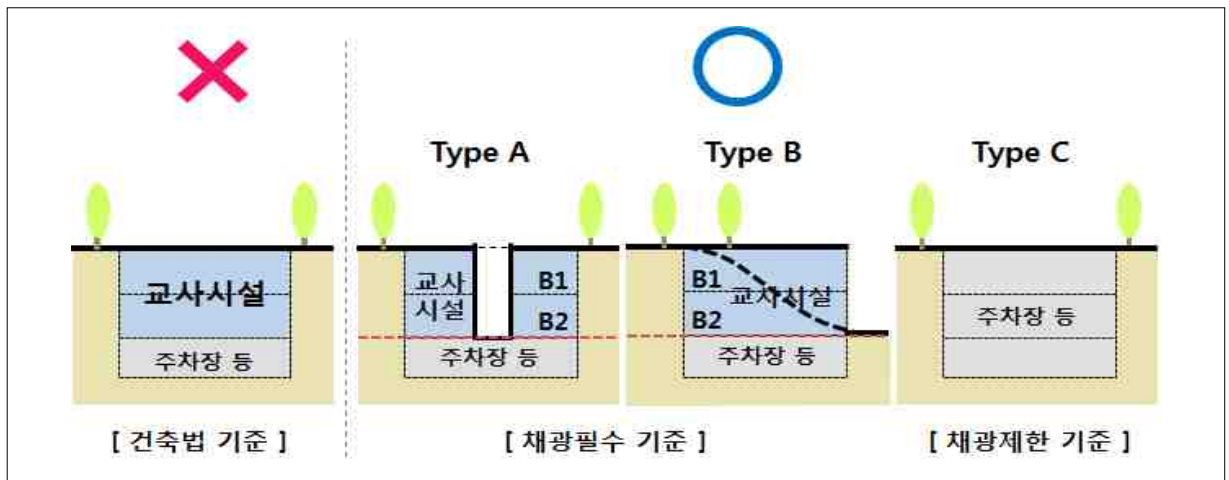 Type A
Type B
Type C
교사시설
주차장 등
교사
시설
B1
B2
주차장 등
B1
교사시설
B2
주차장 등
주차장 등
[ 건축법 기준 ]
[ 채광필수 기준 ]
[ 채광제한 기준 ]